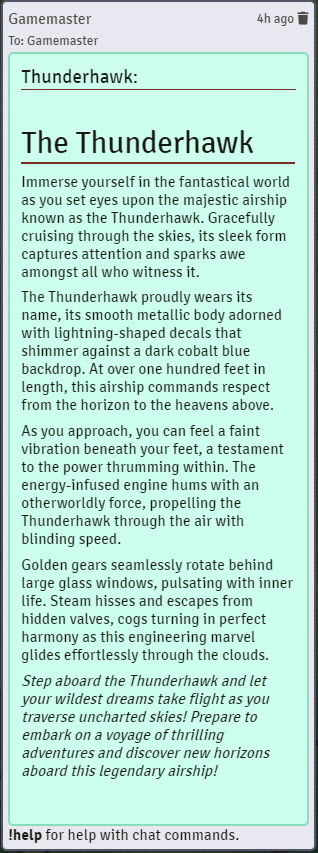 Gamemaster
4h ago
To: Gamemaster
Thunderhawk:
The Thunderhawk
Immerse yourself in the fantastical world
as you set eyes upon the majestic airship
known as the Thunderhawk. Gracefully
cruising through the skies, its sleek form
captures attention and sparks awe
amongst all who witness it.
The Thunderhawk proudly wears its
name, its smooth metallic body adorned
with lightning-shaped decals that
shimmer against a dark cobalt blue
backdrop. At over one hundred feet in
length, this airship commands respect
from the horizon to the heavens above.
As you approach, you can feel a faint
vibration beneath your feet, a testament
to the power thrumming within. The
energy-infused engine hums with an
otherworldly force, propelling the
Thunderhawk through the air with
blinding speed.
Golden gears seamlessly rotate behind
large glass windows, pulsating with inner
life. Steam hisses and escapes from
hidden valves, cogs turning in perfect
harmony as this engineering marvel
glides effortlessly through the clouds.
Step aboard the Thunderhawk and let
your wildest dreams take flight as you
traverse uncharted skies! Prepare to
embark on a voyage of thrilling
adventures and discover new horizons
aboard this legendary airship!
!help for help with chat commands.